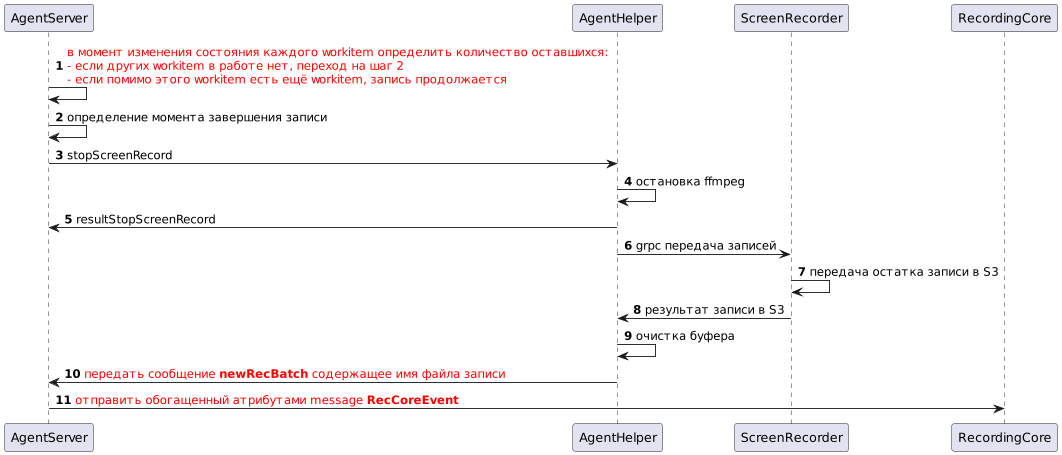 AgentServer
AgentHelper
ScreenRecorder
RecordingCore
в момент изменения состояния каждого workitem определить количество оставшихся:
1 - если других workitem в работе нет, переход на шаг 2
- если помимо этого workitem есть ещё workitem, запись продолжается
2 определение момента завершения записи
3 stopScreenRecord
4 остановка ffmpeg
5 resultStopScreenRecord
6 grpc передача записей
7 передача остатка записи в S3
8 результат записи в S3
9 очистка буфера
10 передать сообщение newRecBatch содержащее имя файла записи
11 отправить обогащенный атрибутами message RecCoreEvent
AgentServer
AgentHelper
ScreenRecorder
RecordingCore